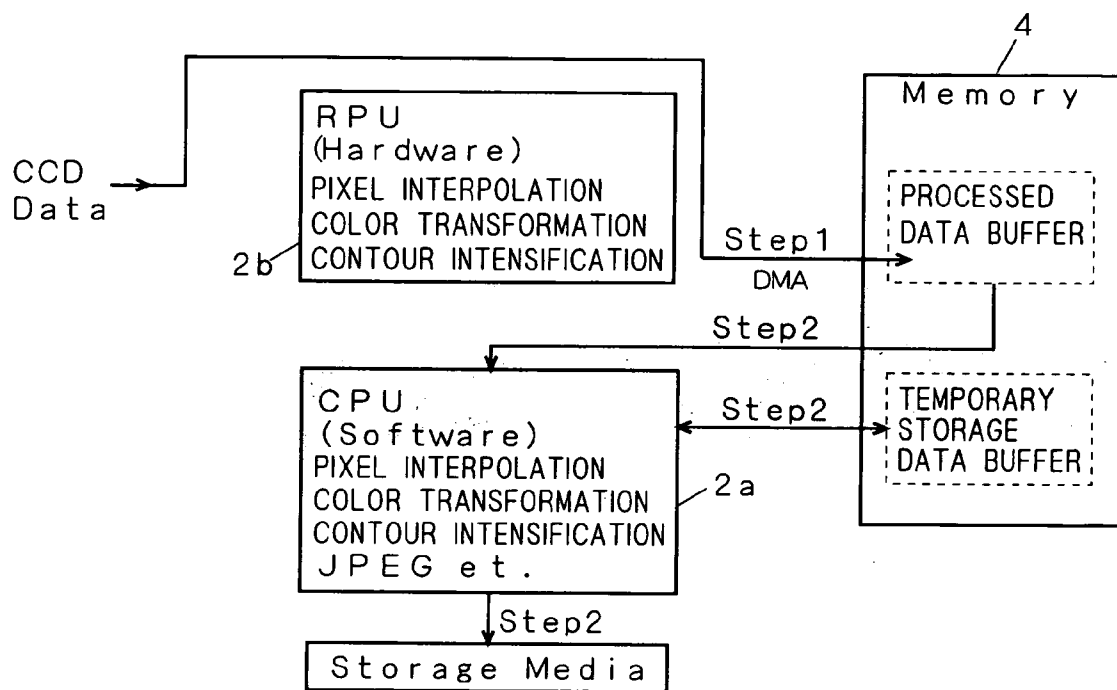 4
Memory
RPU
(Hardware)
PIXEL INTERPOLATION
COLOR TRANSFORMATION
CONTOUR INTENSIFICATION
2b
CCD
Data
PROCESSED
DATA BUFFER
Step1
DMA
Step2
CPU
(Software)
PIXEL INTERPOLATION
COLOR TRANSFORMATION
CONTOUR INTENSIFICATION
JPEG et.
2a
Step2
TEMPORARY
STORAGE
DATA BUFFER
Step2
Storage Media